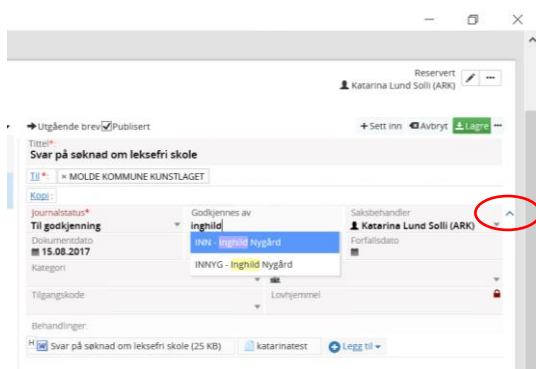 Reservert
Katarina Lund Solli (ARK)
Utgående brev Publisert
Sett inn Avbryt Lagre
Tittel*:
Svar på søknad om leksefri skole
Til*: × MOLDE KOMMUNE KUNSTLAGET
Kopi:
Journalstatus* Godkjennes av Saksbehandler
Til godkjenning inghild Katarina Lund Solli (ARK)
Dokumentdato Forfallsdato
15.08.2017 INN - Inghild Nygård
Kategori INNYG - Inghild Nygård
Tilgangskode Lovhjemmel
Behandlinger:
H Svar på søknad om leksefri skole (25 KB) katarinatest Legg til